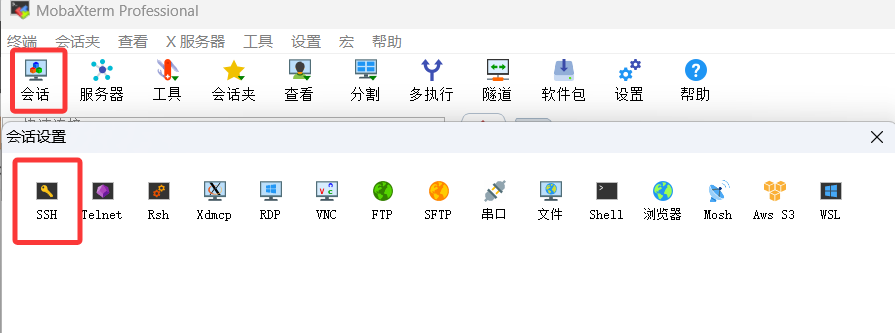 MobaXterm Professional
终端 会话夹 查看 X 服务器 工具 设置 宏 帮助
会话 服务器 工具 会话夹 查看 分割 多执行 隧道 软件包 设置 帮助
会话设置
SSH Telnet Rsh Xdmcp RDP VNC FTP SFTP 串口 文件 Shell 浏览器 Mosh Aws S3 WSL